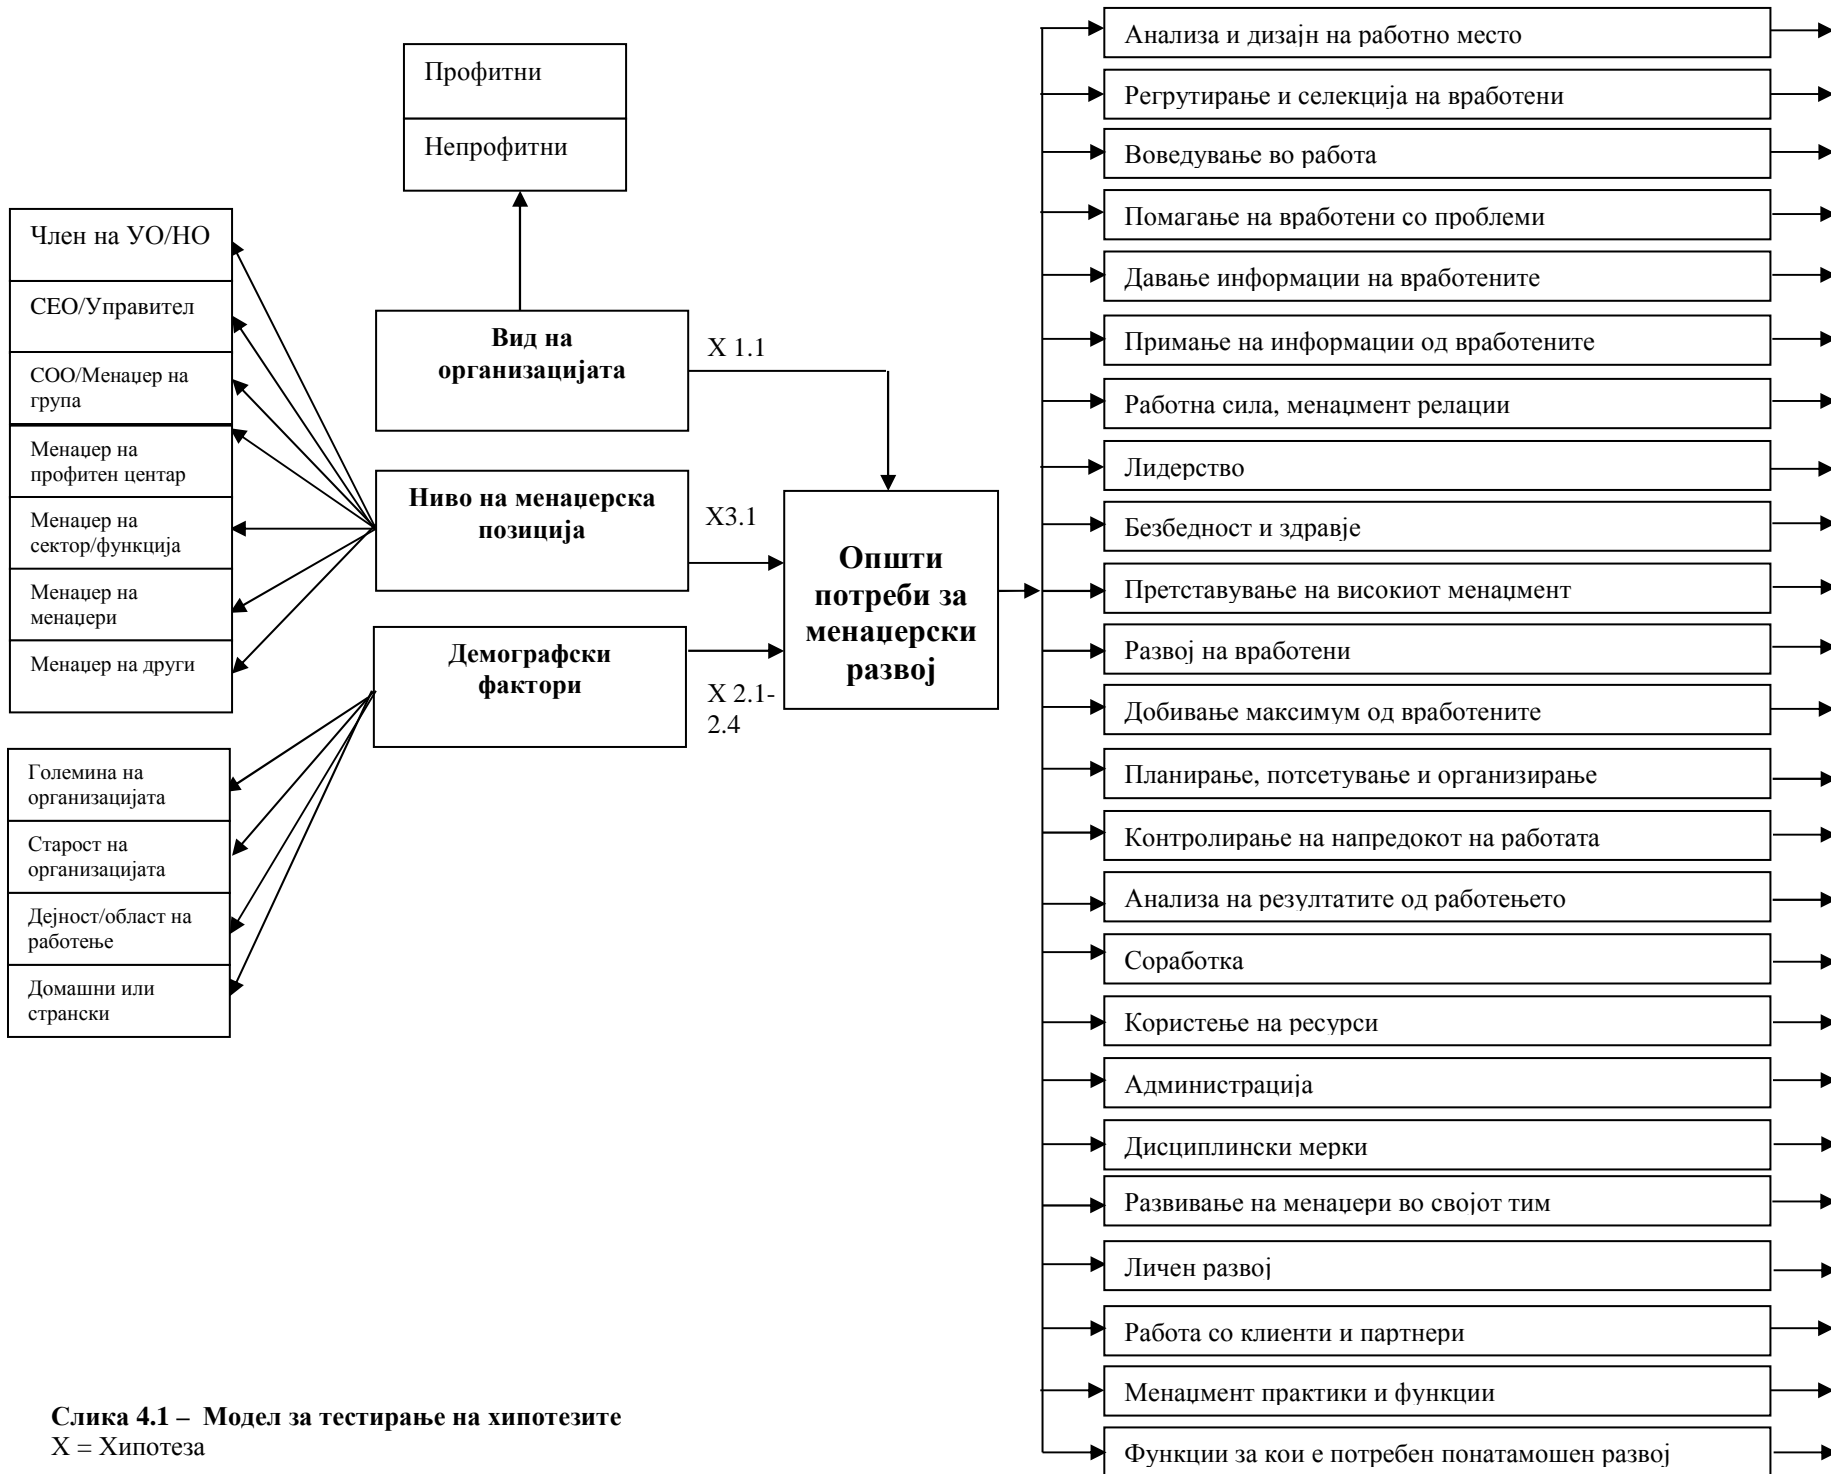 Профитни
Непрофитни
Член на УО/НО
СЕО/Управител
СОО/Менаџер на
група
Менаџер на
профитен центар
Менаџер на
сектор/функција
Менаџер на
менаџери
Менаџер на други
Големина на
организацијата
Старост на
организацијата
Дејност/област на
работење
Домашни или
странски
Вид на
организацијата
Х 1.1
Ниво на менаџерска
позиција
Х3.1
Демографски
фактори
Х 2.1-
2.4
Општи
потреби за
менаџерски
развој
Анализа и дизајн на работно место
Регрутирање и селекција на вработени
Воведување во работа
Помагање на вработени со проблеми
Давање информации на вработените
Примање на информации од вработените
Работна сила, менаџмент релации
Лидерство
Безбедност и здравје
Претставување на високиот менаџмент
Развој на вработени
Добивање максимум од вработените
Планирање, потсетување и организирање
Контролирање на напредокот на работата
Анализа на резултатите од работењето
Соработка
Користење на ресурси
Администрација
Дисциплински мерки
Развивање на менаџери во својот тим
Личен развој
Работа со клиенти и партнери
Менаџмент практики и функции
Функции за кои е потребен понатамошен развој
Слика 4.1 – Модел за тестирање на хипотезите
Х = Хипотеза